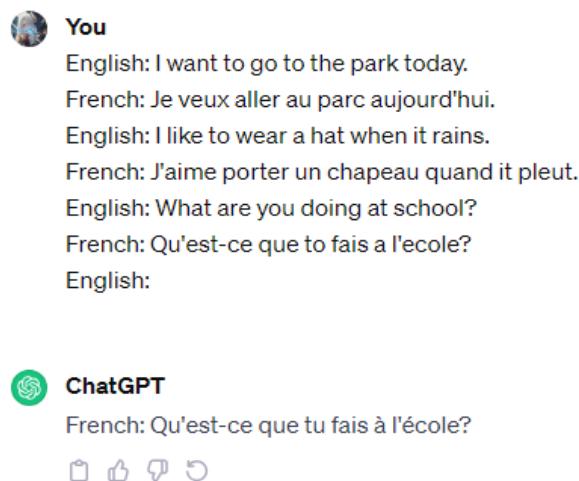 You
English: I want to go to the park today.
French: Je veux aller au parc aujourd'hui.
English: I like to wear a hat when it rains.
French: J'aime porter un chapeau quand it pleut.
English: What are you doing at school?
French: Qu'est-ce que to fais a l'ecole?
English:
ChatGPT
French: Qu'est-ce que tu fais à l'école?